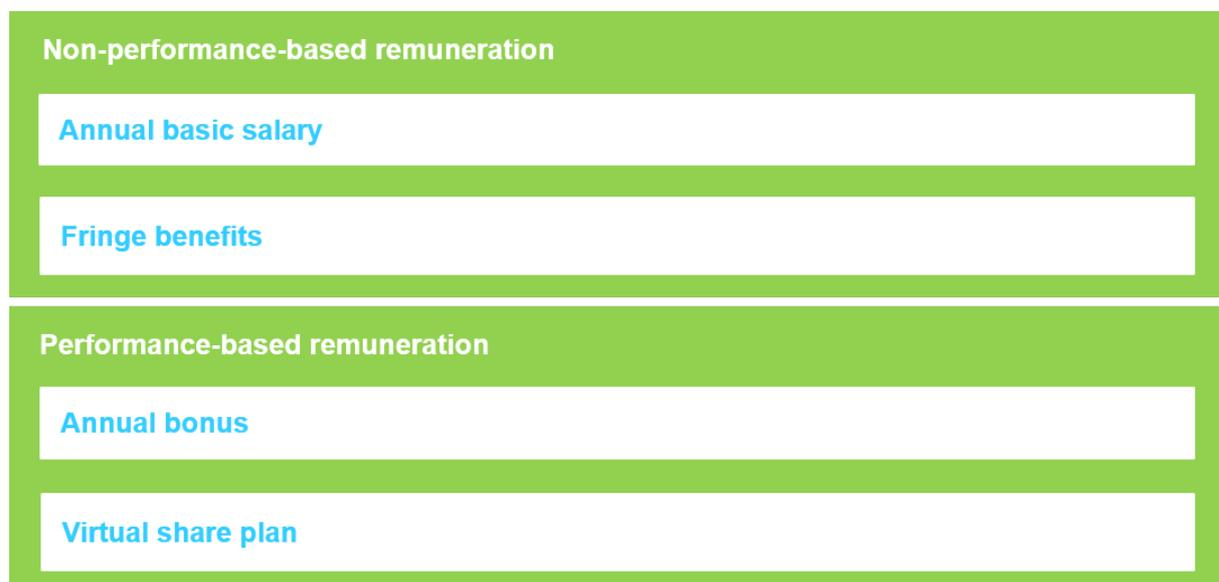 Non-performance-based remuneration
Annual basic salary
Fringe benefits
Performance-based remuneration
Annual bonus
Virtual share plan